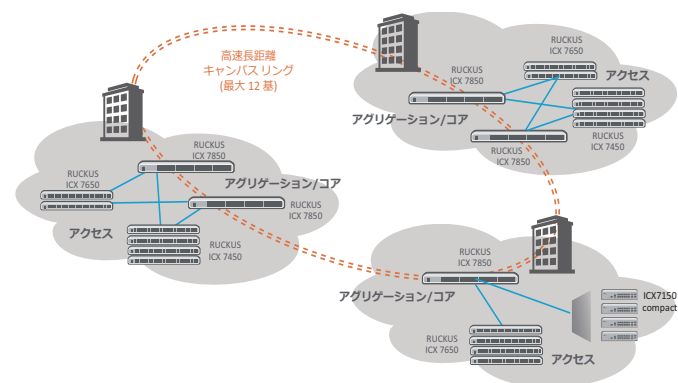 高速長距離
キャンパス リング
(最大 12 基)
RUCKUS
ICX 7650
RUCKUS
ICX 7850
アクセス
アグリゲーション/コア
RUCKUS
ICX 7850
RUCKUS
ICX 7450
RUCKUS
ICX 7850
RUCKUS
ICX 7650
アグリゲーション/コア
RUCKUS
ICX 7850
アクセス
RUCKUS
ICX 7450
RUCKUS
ICX 7850
アグリゲーション/コア
ICX7150
compact
RUCKUS
ICX 7650
アクセス